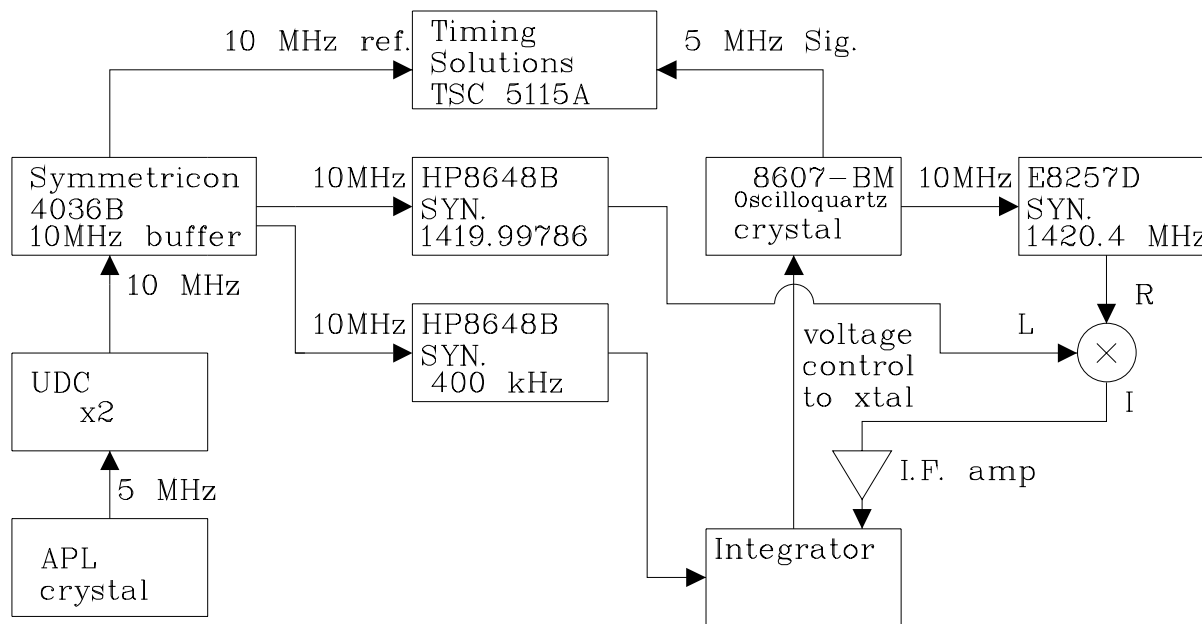 10 MHz ref.
Timing
Solutions
TSC 5115A
5 MHz Sig.
Symmetricon
4036B
10MHz buffer
10MHz
HP8648B
SYN.
1419.99786
8607-BM
Oscilloquartz
crystal
10MHz
E8257D
SYN.
1420.4 MHz
10 MHz
R
10MHz
HP8648B
SYN.
400 kHz
voltage
control
to xtal
L
I
UDC
x2
I.F. amp
5 MHz
APL
crystal
Integrator